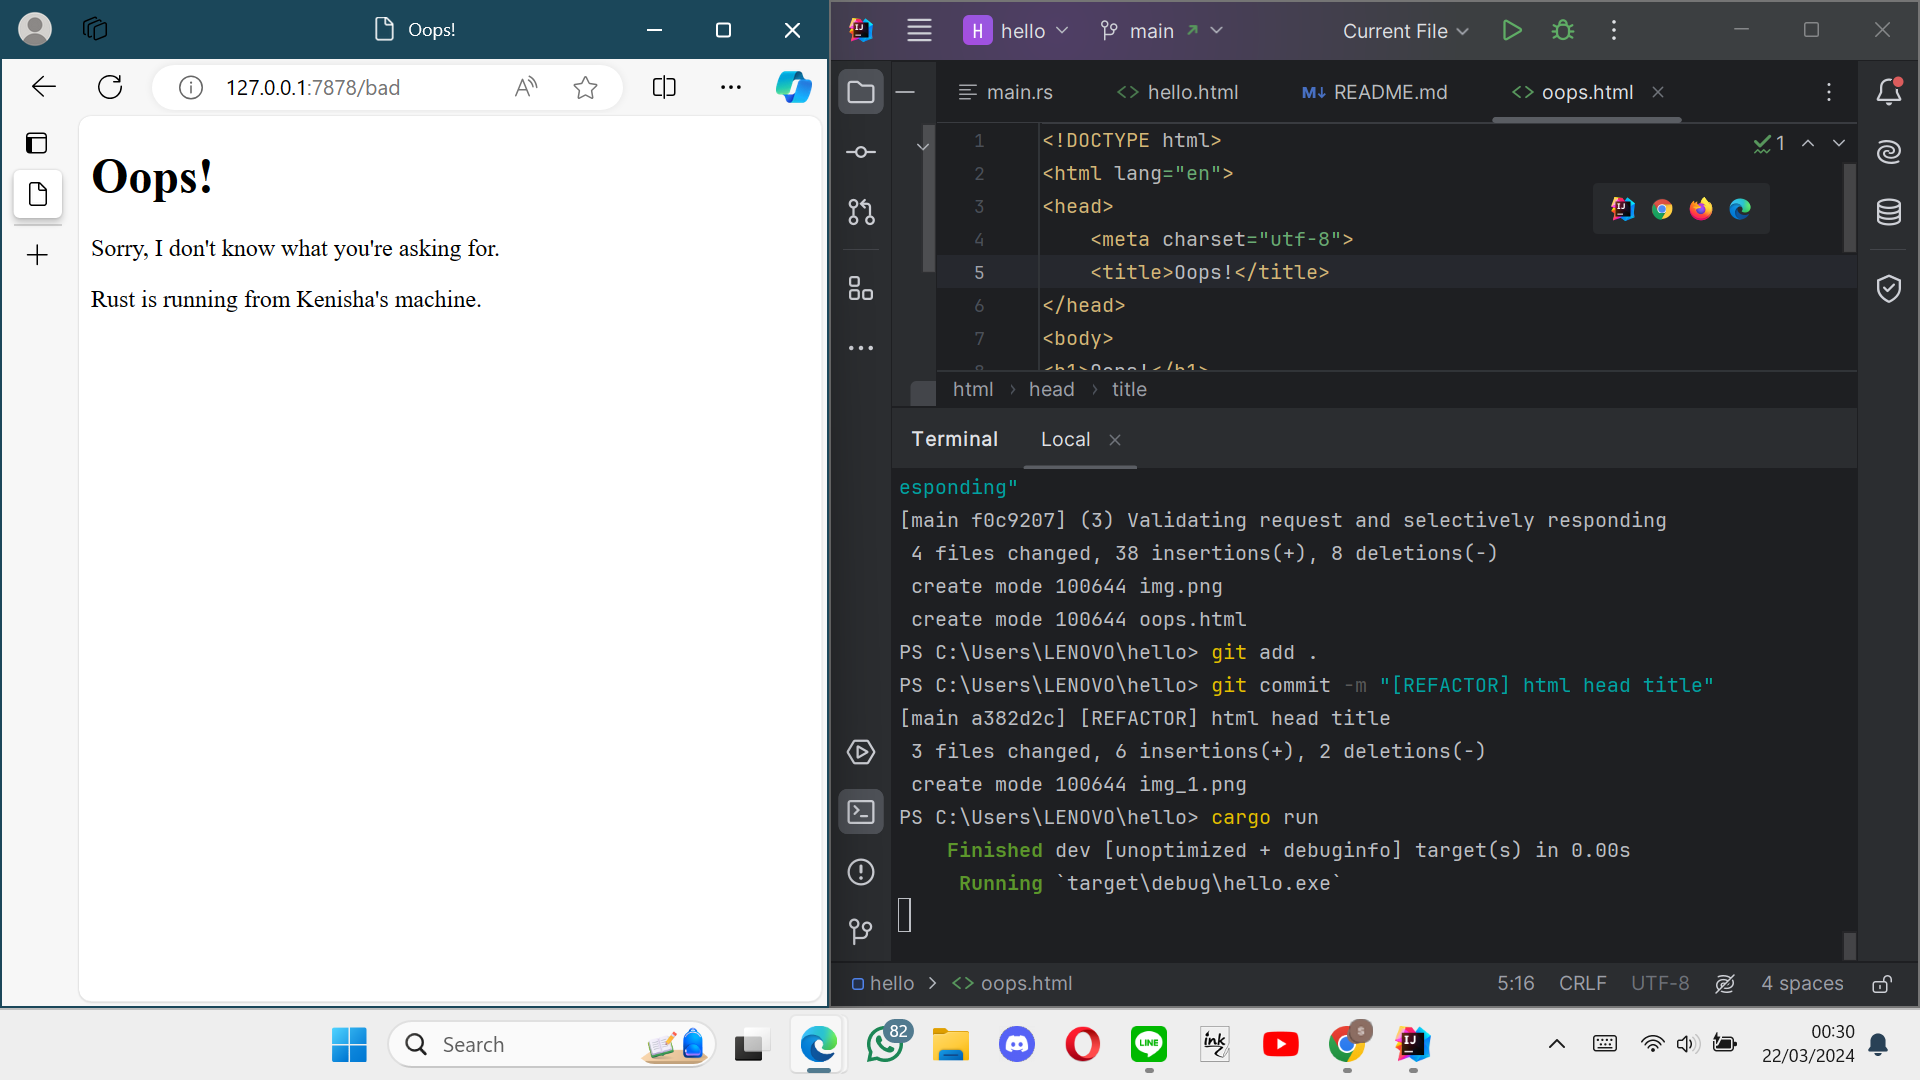 Oops!
127.0.0.1:7878/bad
Oops!
Sorry, I don't know what you're asking for.
Rust is running from Kenisha's machine.
H hello main Current File
main.rs <> hello.html M↓ README.md <> oops.html
1 <!DOCTYPE html>
2 <html lang="en">
3 <head>
4 <meta charset="utf-8">
5 <title>Oops!</title>
6 </head>
7 <body>
8 <h1>Oops!</h1>
1
html › head › title
Terminal Local
esponding"
[main f0c9207] (3) Validating request and selectively responding
4 files changed, 38 insertions(+), 8 deletions(-)
create mode 100644 img.png
create mode 100644 oops.html
PS C:\Users\LENOVO\hello> git add .
PS C:\Users\LENOVO\hello> git commit -m "[REFACTOR] html head title"
[main a382d2c] [REFACTOR] html head title
3 files changed, 6 insertions(+), 2 deletions(-)
create mode 100644 img_1.png
PS C:\Users\LENOVO\hello> cargo run
Finished dev [unoptimized + debuginfo] target(s) in 0.00s
Running `target\debug\hello.exe`
hello > <> oops.html 5:16 CRLF UTF-8 4 spaces
Search 82 LINE ink $ IJ
00:30
22/03/2024